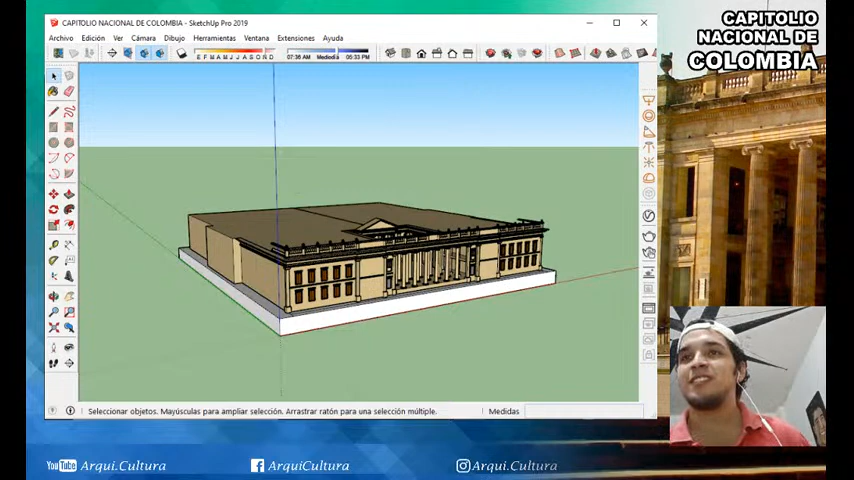 CAPITOLIO NACIONAL DE COLOMBIA - SketchUp Pro 2019
CAPITOLIO
NACIONAL DE
COLOMBIA
Archivo Edición Ver Cámara Dibujo Herramientas Ventana Extensiones Ayuda
E F M A M J J A S O N D 07:36 AM Mediodía 05:33 PM
Seleccionar objetos. Mayúsculas para ampliar selección. Arrastrar ratón para una selección múltiple. Medidas
YouTube Arqui.Cultura ArquiCultura Arqui.Cultura